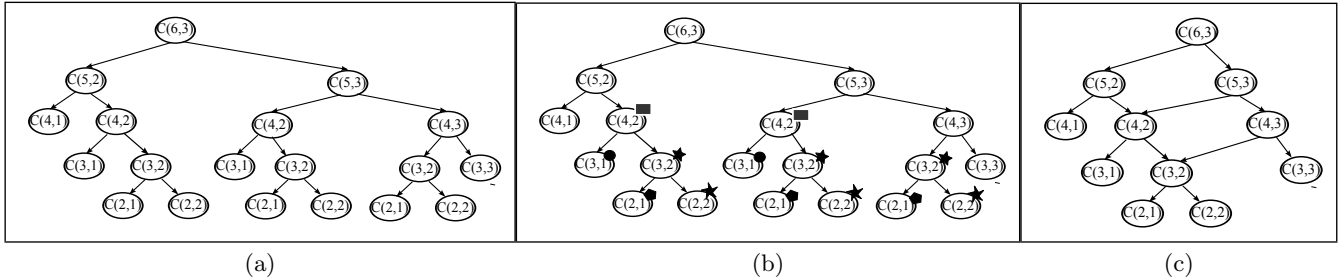 C(6,3)
C(5,2) C(5,3)
C(4,1) C(4,2) C(4,2) C(4,3)
C(3,1) C(3,2) C(3,1) C(3,2) C(3,2) C(3,3)
C(2,1) C(2,2) C(2,1) C(2,2) C(2,1) C(2,2)
(a)
C(6,3)
C(5,2) C(5,3)
C(4,1) C(4,2) C(4,2) C(4,3)
C(3,1) C(3,2) C(3,1) C(3,2) C(3,2) C(3,3)
C(2,1) C(2,2) C(2,1) C(2,2) C(2,1) C(2,2)
(b)
C(6,3)
C(5,2) C(5,3)
C(4,1) C(4,2) C(4,3)
C(3,1) C(3,2) C(3,3)
C(2,1) C(2,2)
(c)